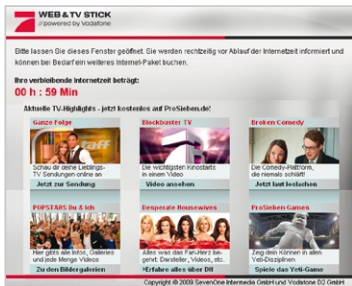 WEB & TV STICK
//powered by Vodafone
Bitte lassen Sie dieses Fenster geöffnet. Sie werden rechtzeitig vor Ablauf der Internetzeit informiert und
können bei Bedarf ein weiteres Internet-Paket buchen.
Ihre verbleibende Internetzeit beträgt:
00 h : 59 Min
Aktuelle TV-Highlights - jetzt kostenlos auf ProSieben.de!
Ganze Folge
Schau dir deine Lieblings-
TV Sendungen online an
Jetzt zur Sendung
Blockbuster TV
Die wichtigsten Kinostarts
in einem Video
Video ansehen
Broken Comedy
Die Comedy-Plattform,
die niemals schläft!
Jetzt laut loslachen
POPSTARS Du & Ich
Hier gibts alle Infos, Galleries
und jede Menge Videos
Zu den Bildergalerien
Desperate Housewives
Alles was das Fan-Herz be-
gehrt: Darsteller, Videos, etc.
Erfahre alles über DH
ProSieben Games
Zeig dein Können in allen
Yeti-Disziplinen
Spiele das Yeti-Game
Copyright © 2009 SevenOne Intermedia GmbH und Vodafone D2 GmbH